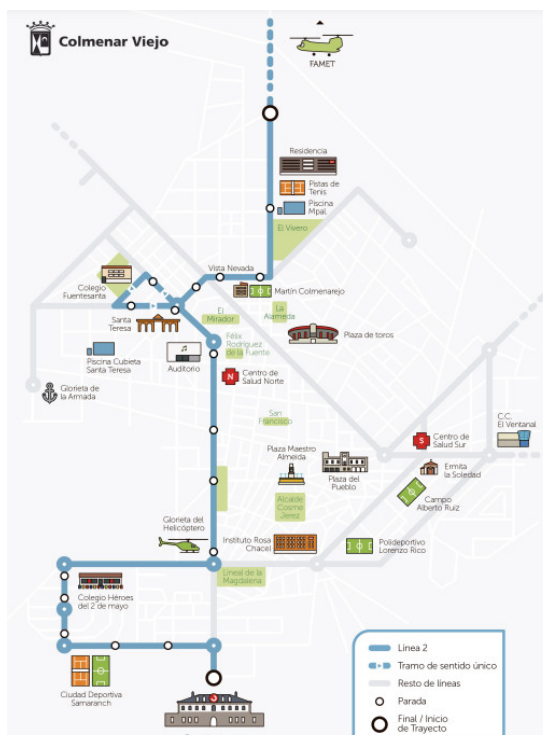 Colmenar Viejo
FAMET
Residencia
Pistas de
Tenis
Piscina
Mpal
El Vivero
Vista Nevada
Colegio
Fuentesanta
Martín Colmenarejo
El
Mirador
La
Alameda
Santa
Teresa
Plaza de toros
Félix
Rodríguez
de la Fuente
Piscina Cubierta
Santa Teresa
Auditorio
N
Centro de
Salud Norte
Glorieta de
la Armada
San
Francisco
C.C.
El Ventanal
S
Centro de
Salud Sur
Plaza Maestro
Almeida
Plaza del
Pueblo
Ermita
la Soledad
Alcalde
Cosme
Jerez
Campo
Alberto Ruiz
Glorieta del
Helicóptero
Instituto Rosa
Chacel
Polideportivo
Lorenzo Rico
Lineal de la
Magdalena
Colegio Héroes
del 2 de mayo
Ciudad Deportiva
Samaranch
Línea 2
Tramo de sentido único
Resto de líneas
Parada
Final / Inicio
de Trayecto